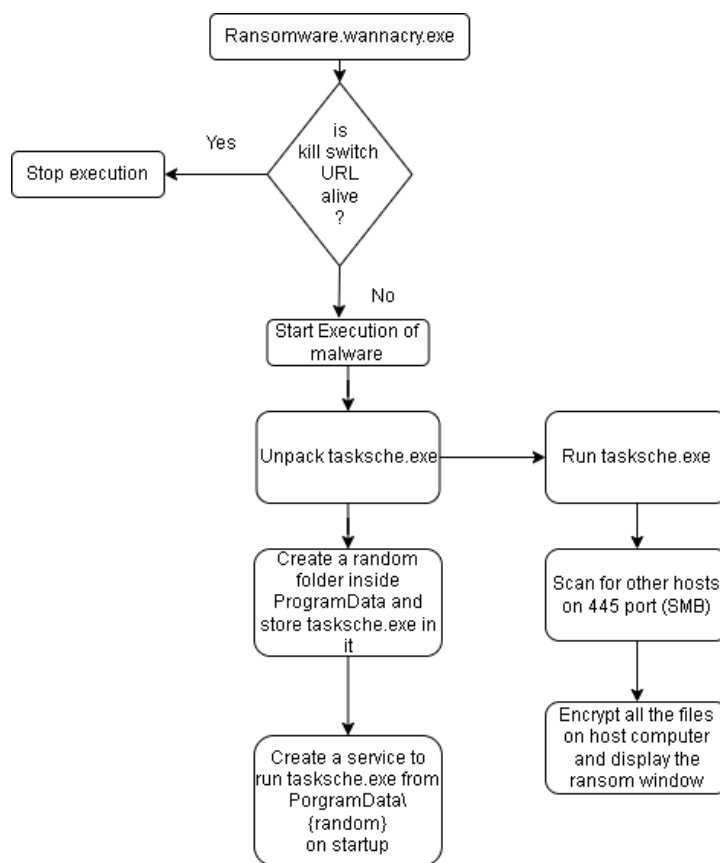 Ransomware.wannacry.exe
is
kill switch
URL
alive
?
Yes
Stop execution
No
Start Execution of
malware
Unpack tasksche.exe
Run tasksche.exe
Create a random
folder inside
ProgramData and
store tasksche.exe in
it
Scan for other hosts
on 445 port (SMB)
Create a service to
run tasksche.exe from
PorgramData\
{random}
on startup
Encrypt all the files
on host computer
and display the
ransom window